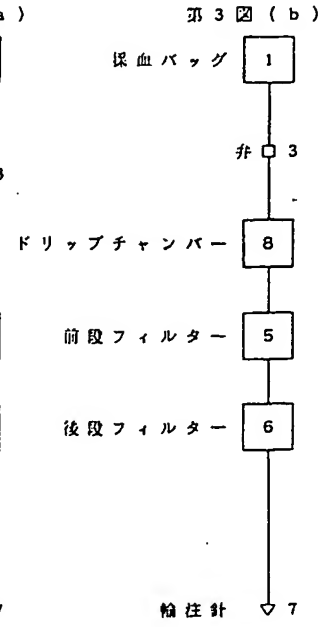 a)
第3図(b)
採血バッグ 1
3
弁 3
ドリップチャンバー 8
前段フィルター 5
後段フィルター 6
輸注針 7